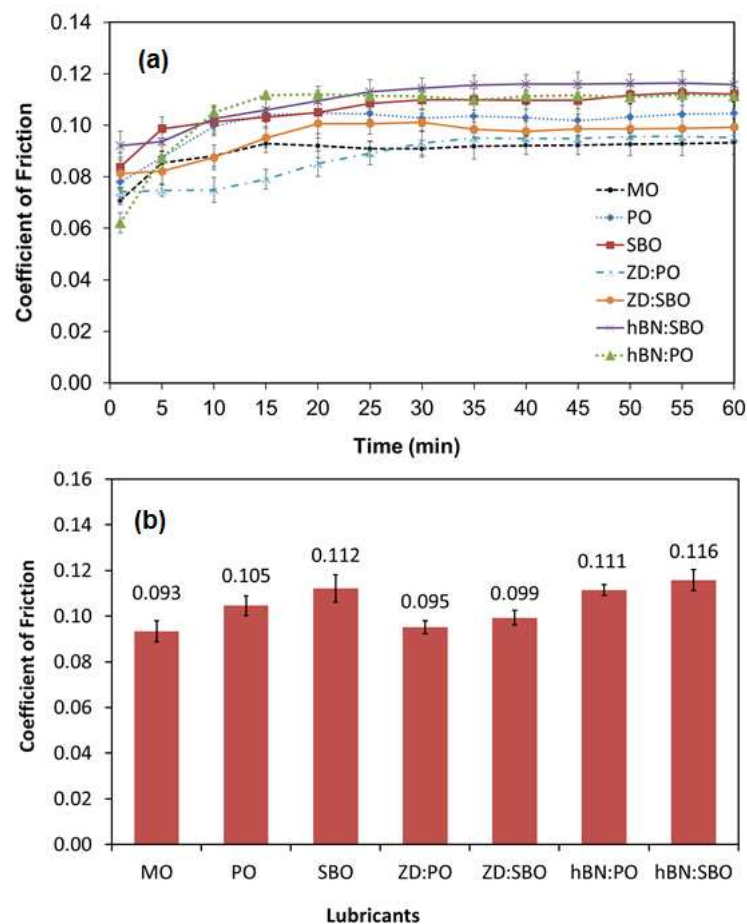 0.14
(a)
0.12
0.10
0.08
0.06
0.04
0.02
0.00
Coefficient of Friction
MO
PO
SBO
ZD:PO
ZD:SBO
hBN:SBO
hBN:PO
0 5 10 15 20 25 30 35 40 45 50 55 60
Time (min)
0.16
(b)
0.14
0.12
0.10
0.08
0.06
0.04
0.02
0.00
Coefficient of Friction
0.093 0.105 0.112 0.095 0.099 0.111 0.116
MO PO SBO ZD:PO ZD:SBO hBN:PO hBN:SBO
Lubricants